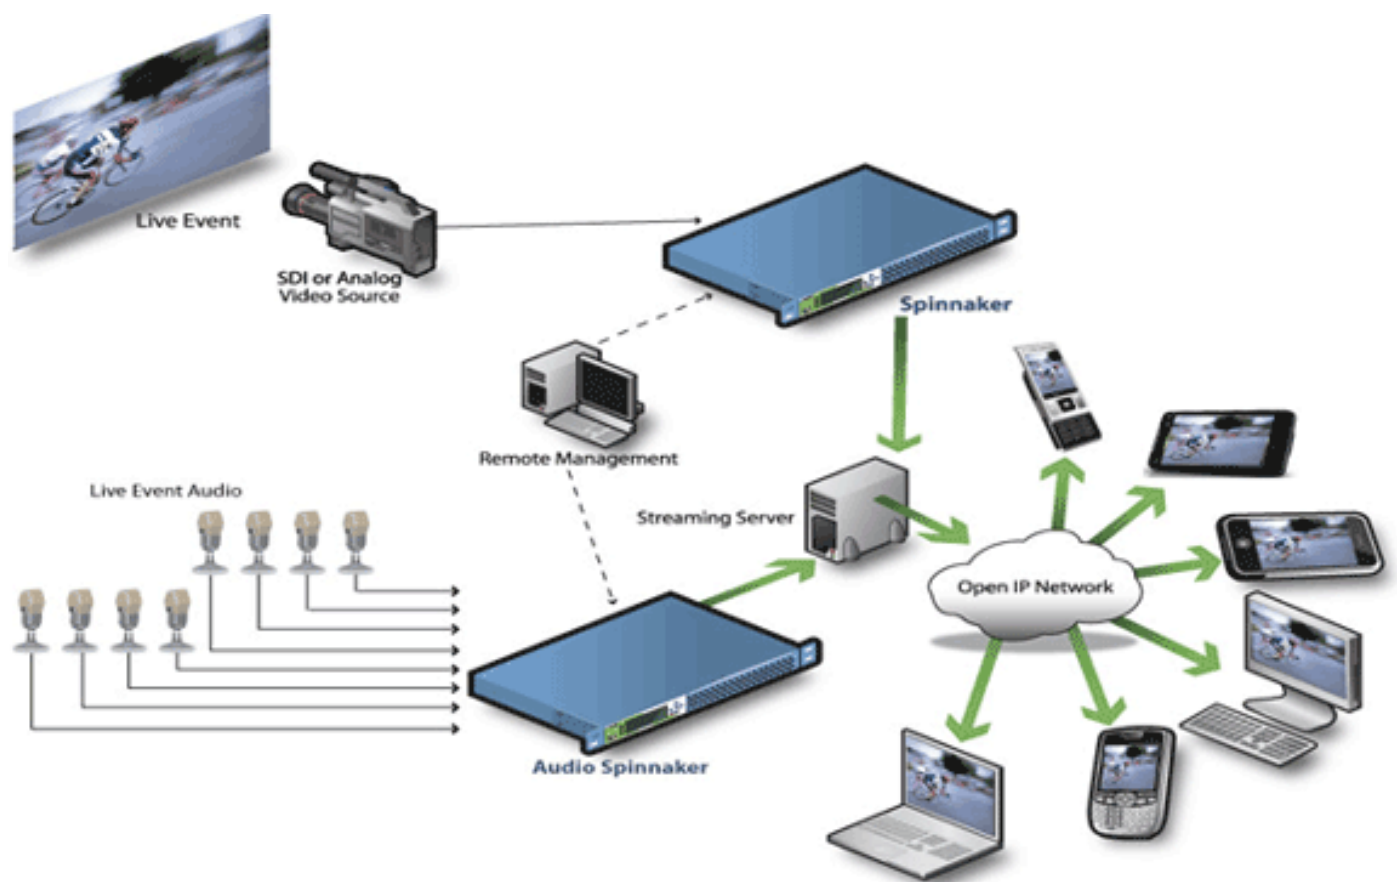 Live Event
SDI or Analog
Video Source
Spinnaker
Remote Management
Live Event Audio
Streaming Server
Open IP Network
Audio Spinnaker